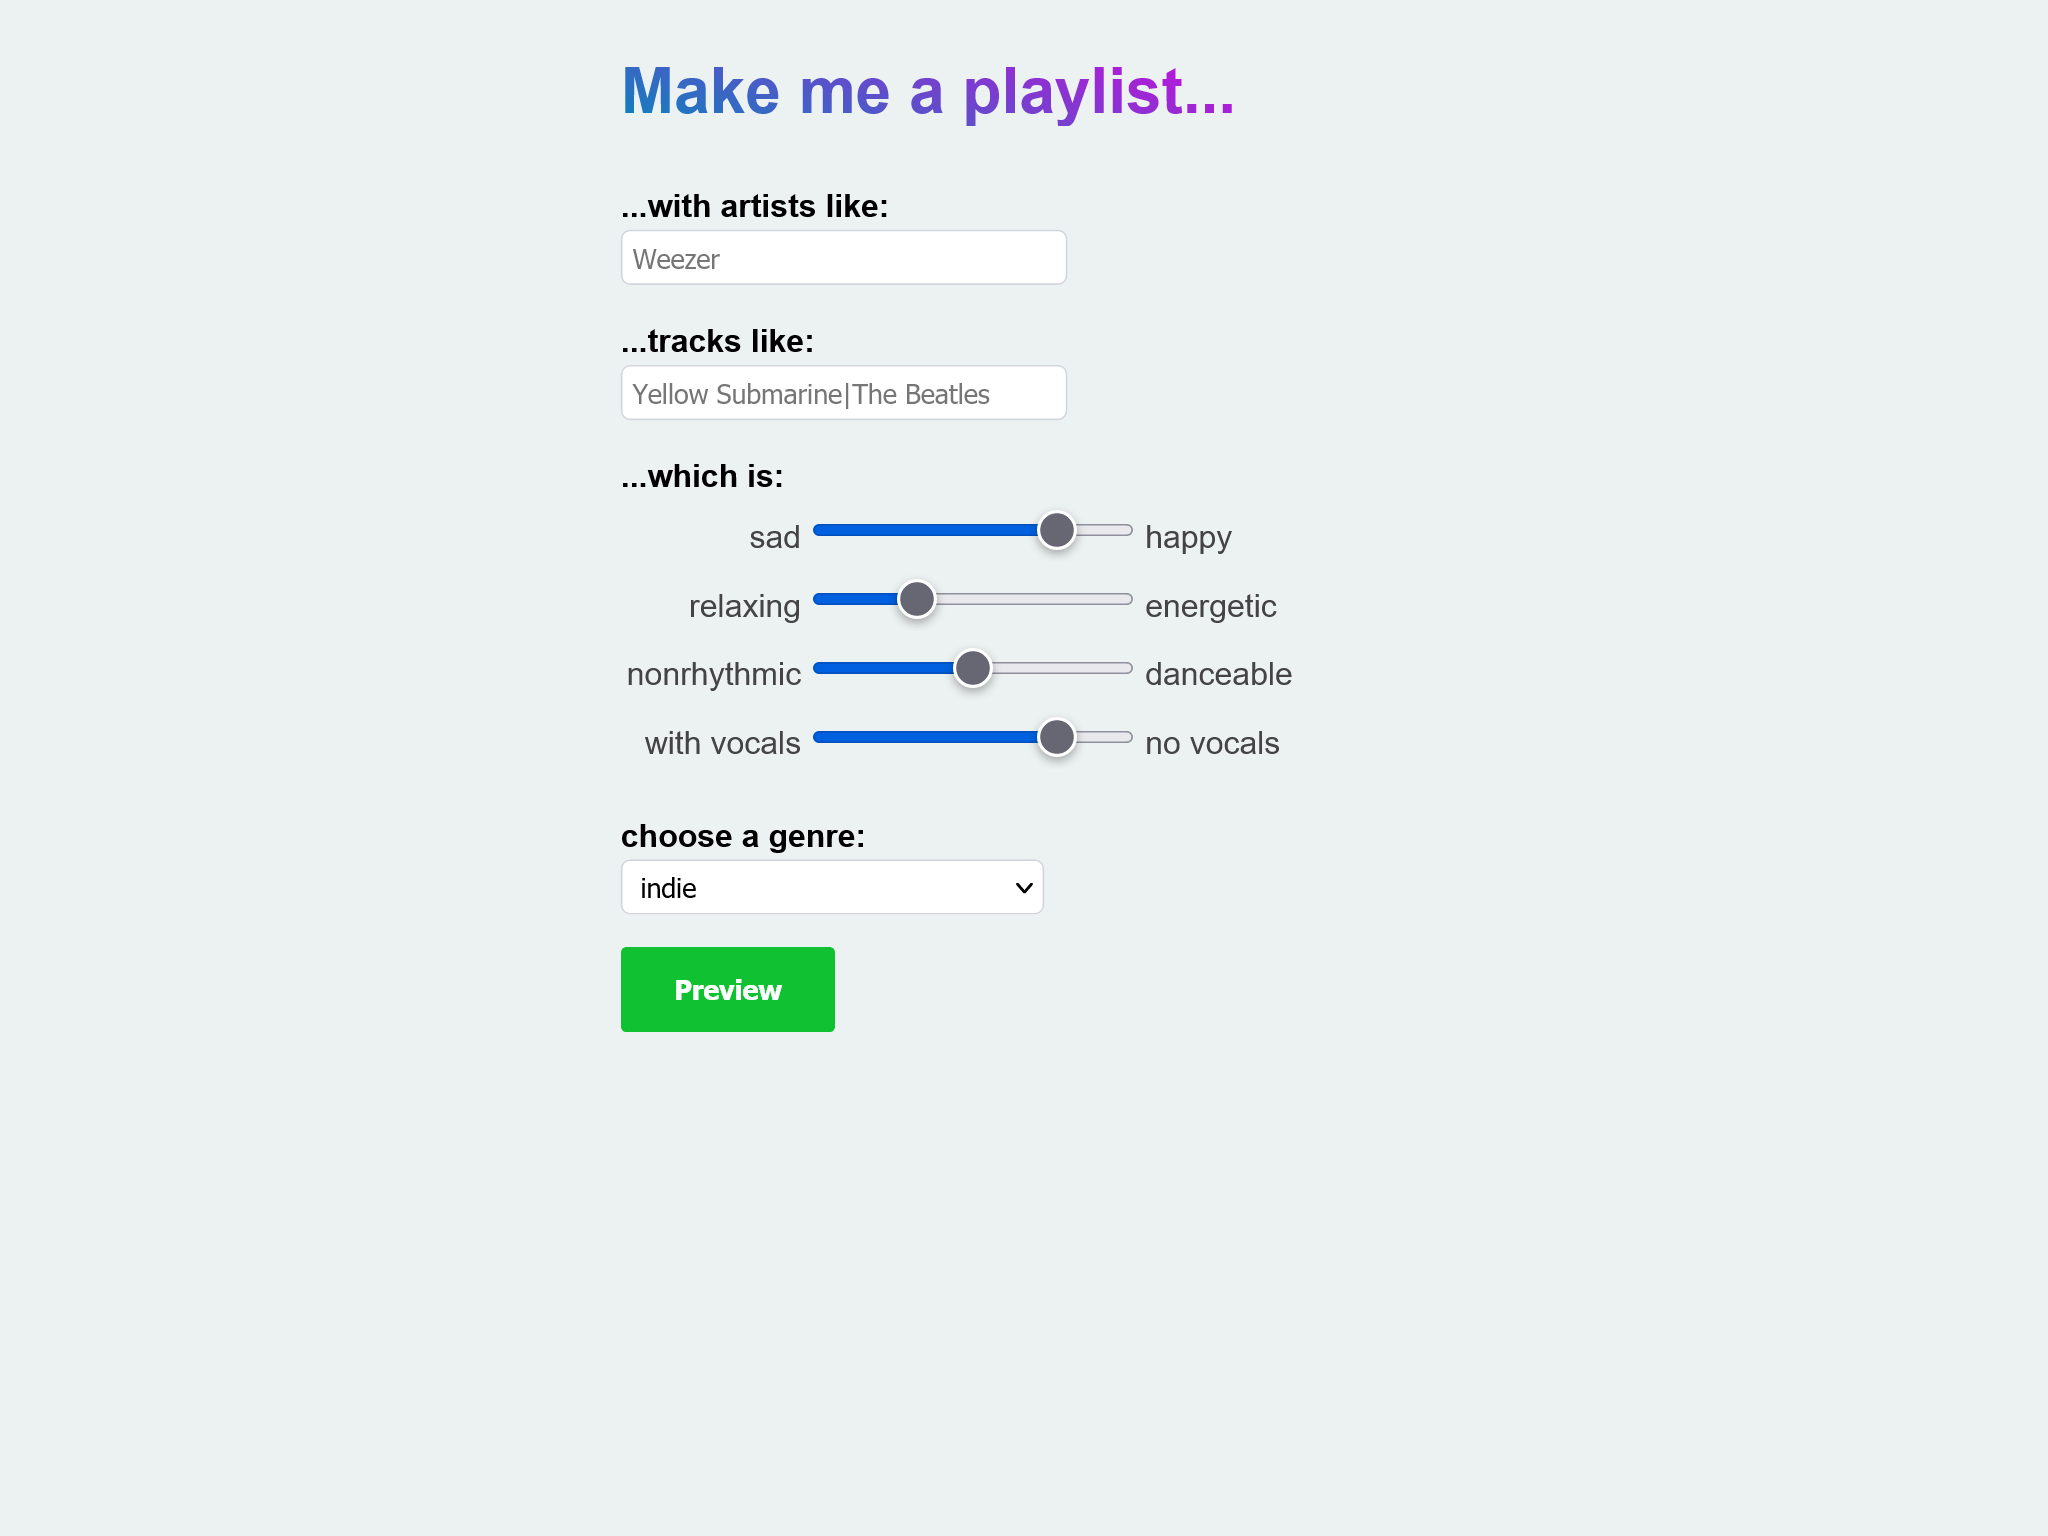 Make me a playlist...
...with artists like:
Weezer
...tracks like:
Yellow Submarine|The Beatles
...which is:
sad happy
relaxing energetic
nonrhythmic danceable
with vocals no vocals
choose a genre:
indie
Preview